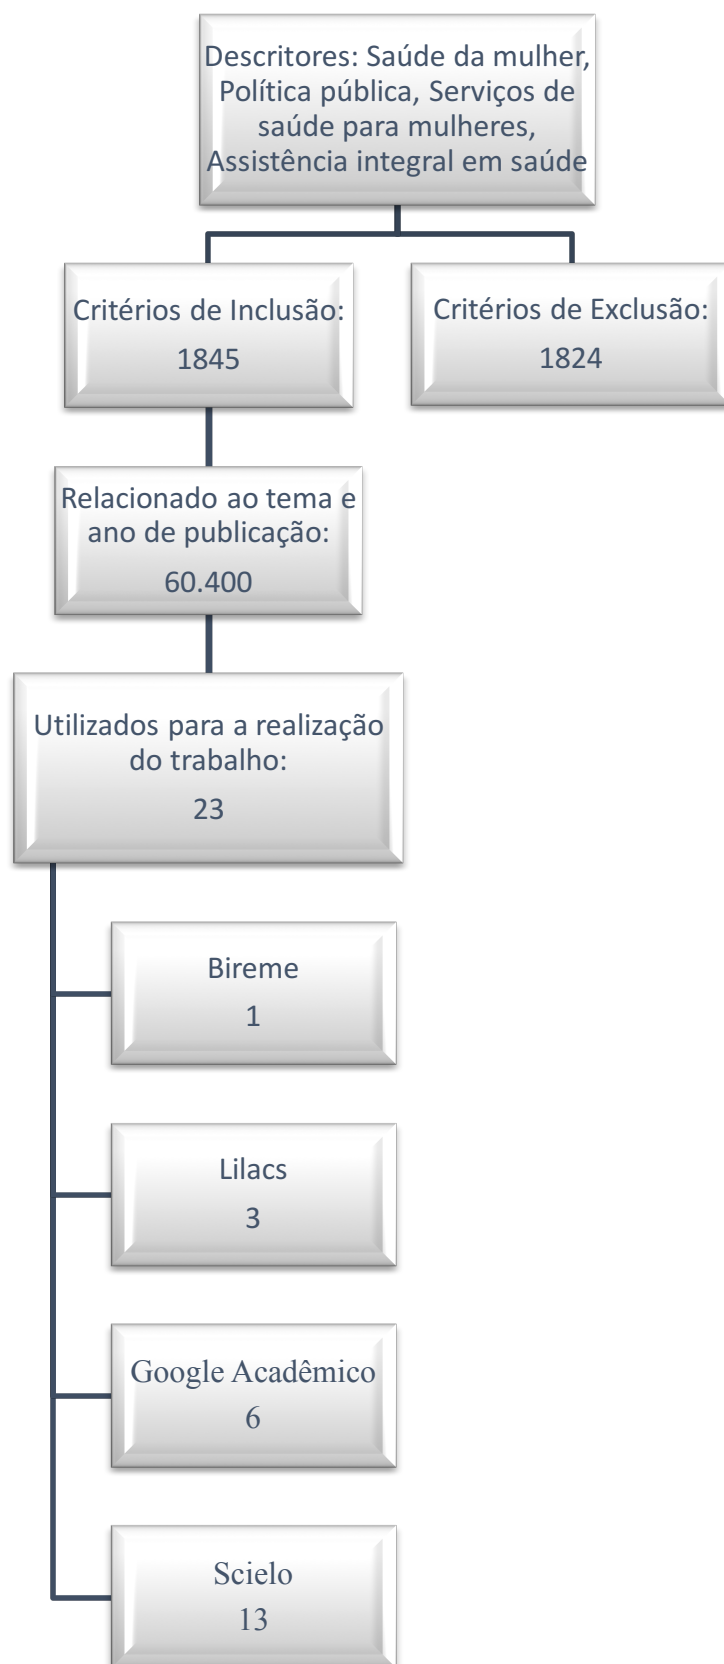 Descritores: Saúde da mulher,
Política pública, Serviços de
saúde para mulheres,
Assistência integral em saúde
Critérios de Inclusão:
1845
Critérios de Exclusão:
1824
Relacionado ao tema e
ano de publicação:
60.400
Utilizados para a realização
do trabalho:
23
Bireme
1
Lilacs
3
Google Acadêmico
6
Scielo
13